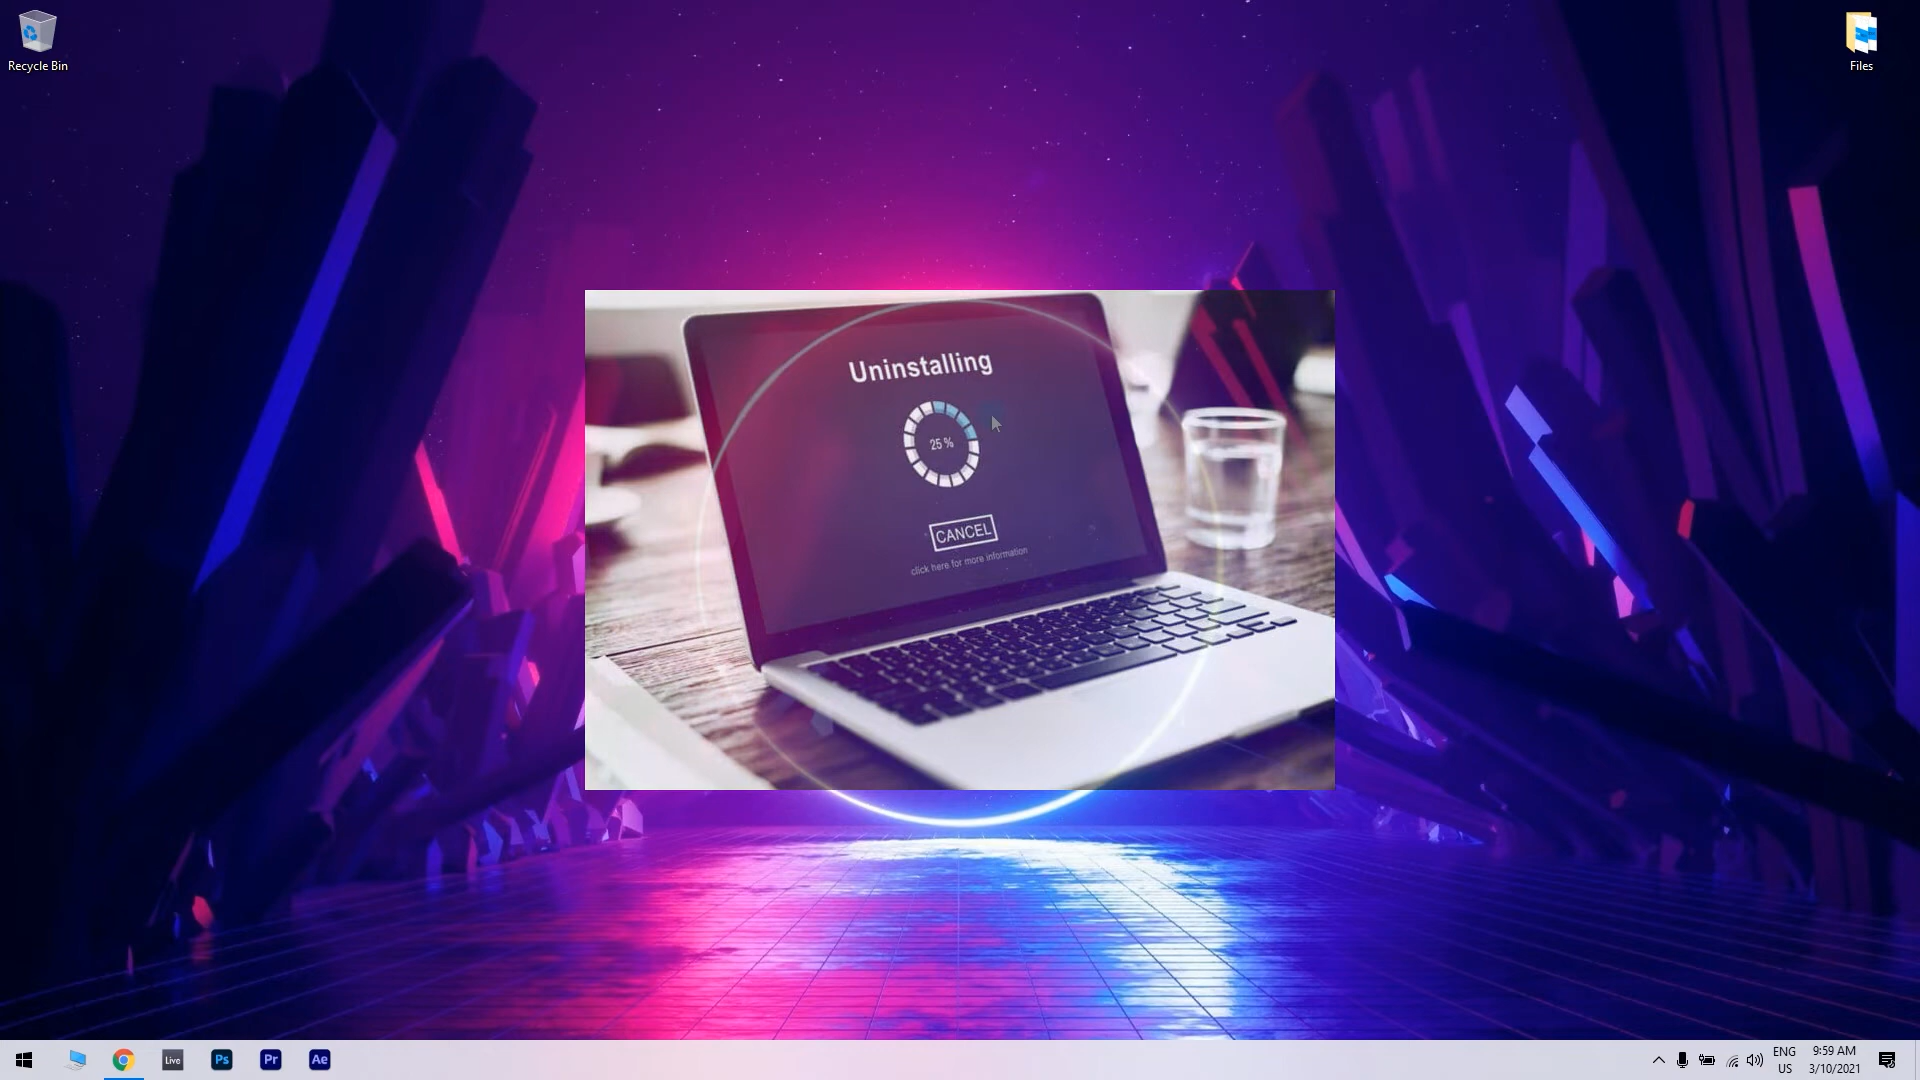 Recycle Bin
Files
Uninstalling
25 %
CANCEL
click here for more information
Live
Ps
Pr
Ae
ENG
US
9:59 AM
3/10/2021